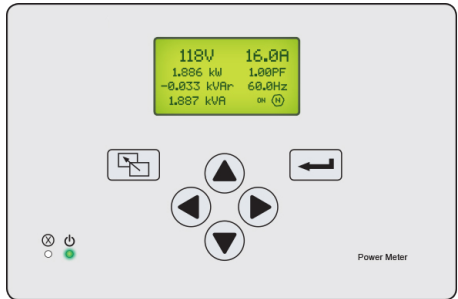 118V 16.0A
1.886 kW 1.00PF
-0.033 kVAr 60.0Hz
1.887 kVA ON N
Power Meter